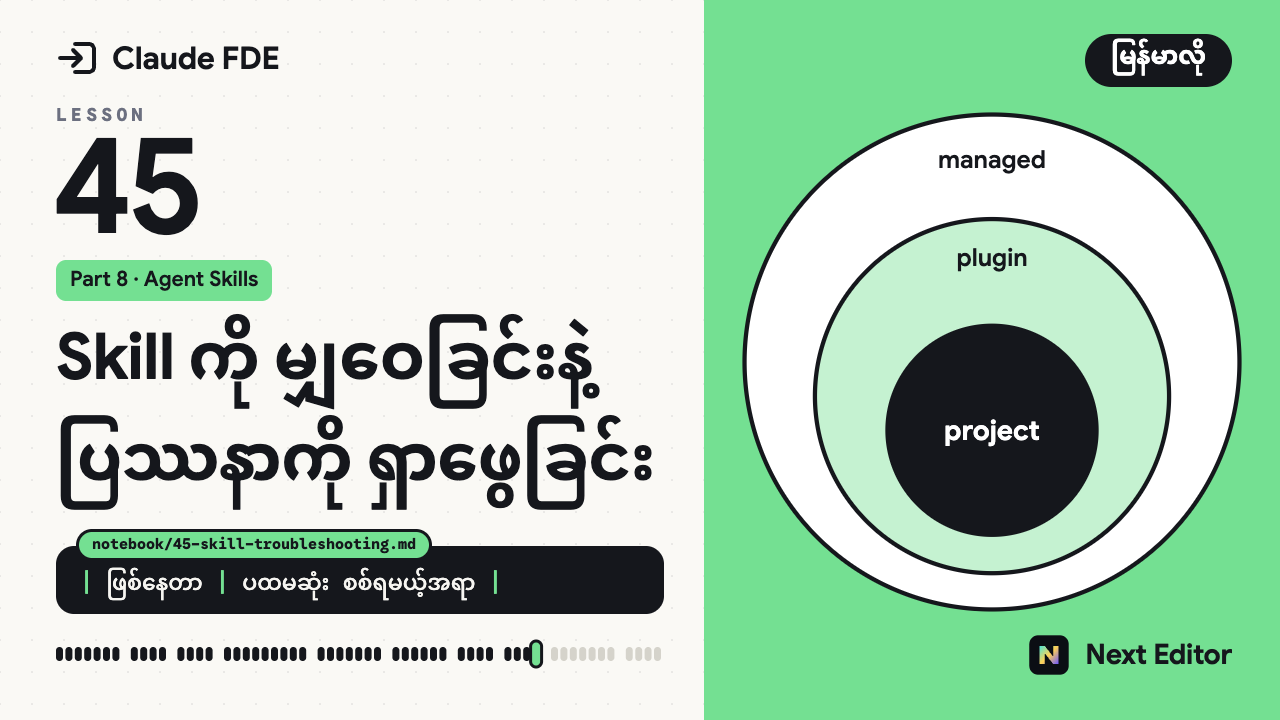 Claude FDE
LESSON
45
Part 8 · Agent Skills
Skill ကို မျှဝေခြင်းနဲ့
ပြဿနာကို ရှာဖွေခြင်း
notebook/45-skill-troubleshooting.md
| ဖြစ်နေတာ | ပထမဆုံး စစ်ရမယ့်အရာ |
မြန်မာလို
managed
plugin
project
Next Editor